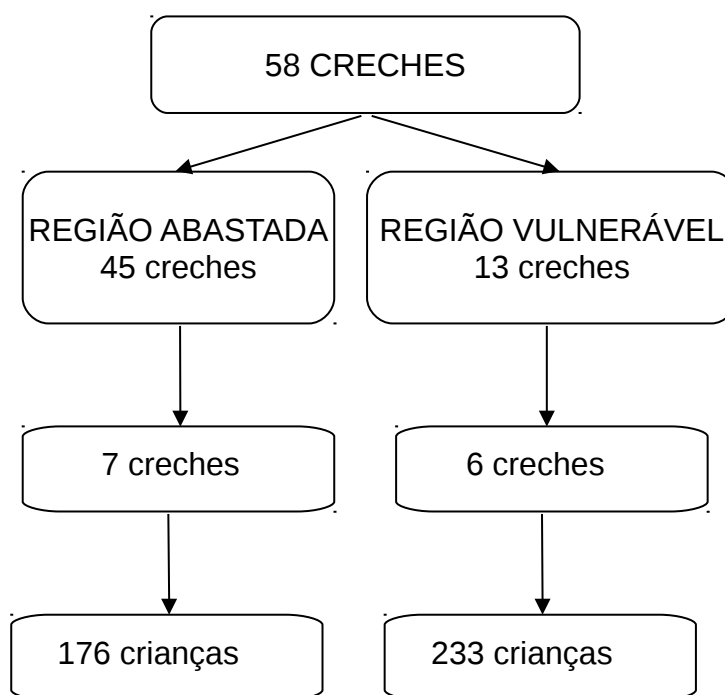 58 CRECHES
REGIÃO ABASTADA
45 creches
REGIÃO VULNERÁVEL
13 creches
7 creches
6 creches
176 crianças
233 crianças